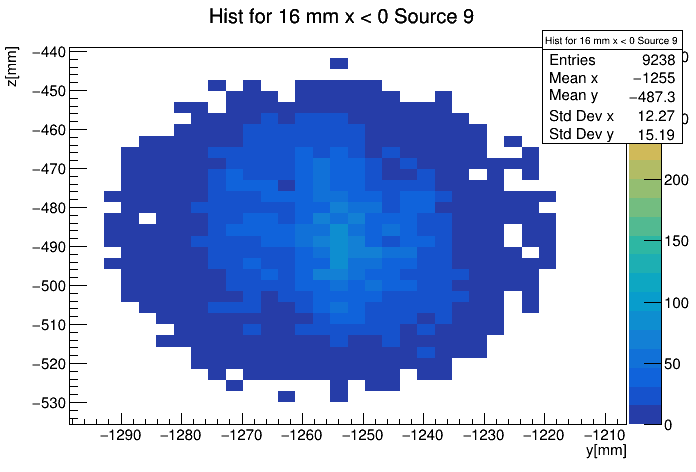 Hist for 16 mm x < 0 Source 9
z[mm]
−440
−450
−460
−470
−480
−490
−500
−510
−520
−530
−1290 −1280 −1270 −1260 −1250 −1240 −1230 −1220 −1210
y[mm]
Hist for 16 mm x < 0 Source 9
Entries 9238
Mean x −1255
Mean y −487.3
Std Dev x 12.27
Std Dev y 15.19
200
150
100
50
0